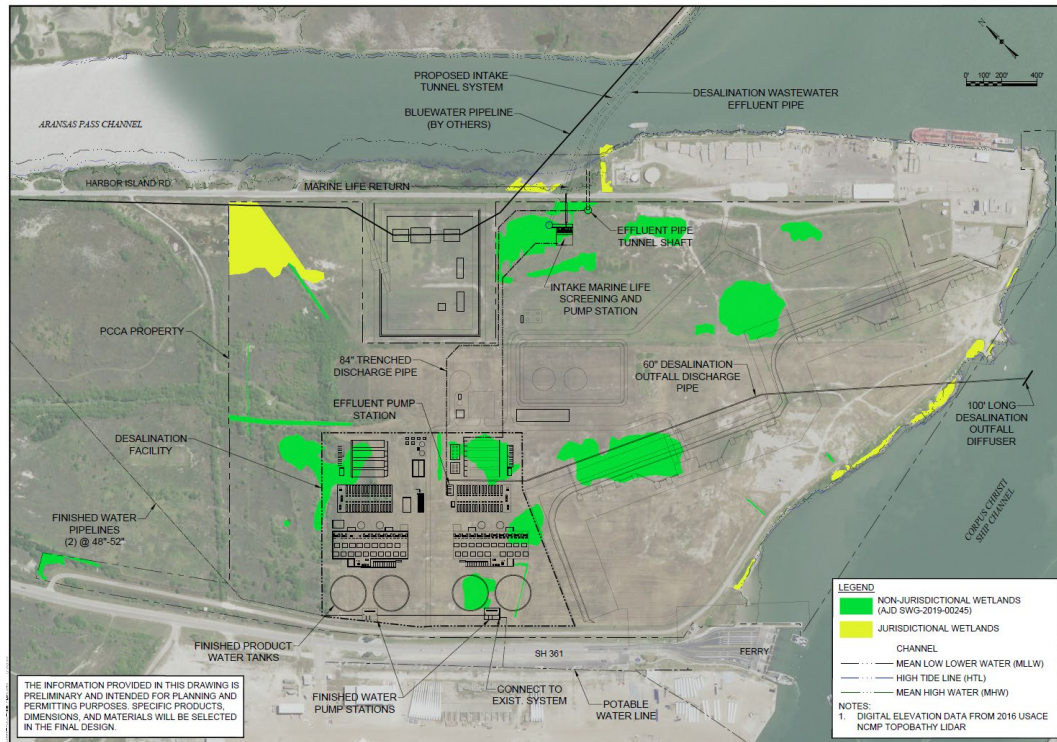 N
0' 100' 200' 400'
PROPOSED INTAKE
TUNNEL SYSTEM
DESALINATION WASTEWATER
EFFLUENT PIPE
BLUEWATER PIPELINE
(BY OTHERS)
ARANSAS PASS CHANNEL
HARBOR ISLAND RD.
MARINE LIFE RETURN
EFFLUENT PIPE
TUNNEL SHAFT
INTAKE MARINE LIFE
SCREENING AND
PUMP STATION
PCCA PROPERTY
84" TRENCHED
DISCHARGE PIPE
60" DESALINATION
OUTFALL DISCHARGE
PIPE
EFFLUENT PUMP
STATION
100' LONG
DESALINATION
OUTFALL
DIFFUSER
DESALINATION
FACILITY
FINISHED WATER
PIPELINES
(2) @ 48"-52"
CORPUS CHRISTI
SHIP CHANNEL
FINISHED PRODUCT
WATER TANKS
SH 361
FERRY
FINISHED WATER
PUMP STATIONS
CONNECT TO
EXIST. SYSTEM
POTABLE
WATER LINE
THE INFORMATION PROVIDED IN THIS DRAWING IS
PRELIMINARY AND INTENDED FOR PLANNING AND
PERMITTING PURPOSES. SPECIFIC PRODUCTS,
DIMENSIONS, AND MATERIALS WILL BE SELECTED
IN THE FINAL DESIGN.
LEGEND
NON-JURISDICTIONAL WETLANDS
(AJD SWG-2019-00245)
JURISDICTIONAL WETLANDS
CHANNEL
MEAN LOW LOWER WATER (MLLW)
HIGH TIDE LINE (HTL)
MEAN HIGH WATER (MHW)
NOTES:
1. DIGITAL ELEVATION DATA FROM 2016 USACE
NCMP TOPOBATHY LIDAR